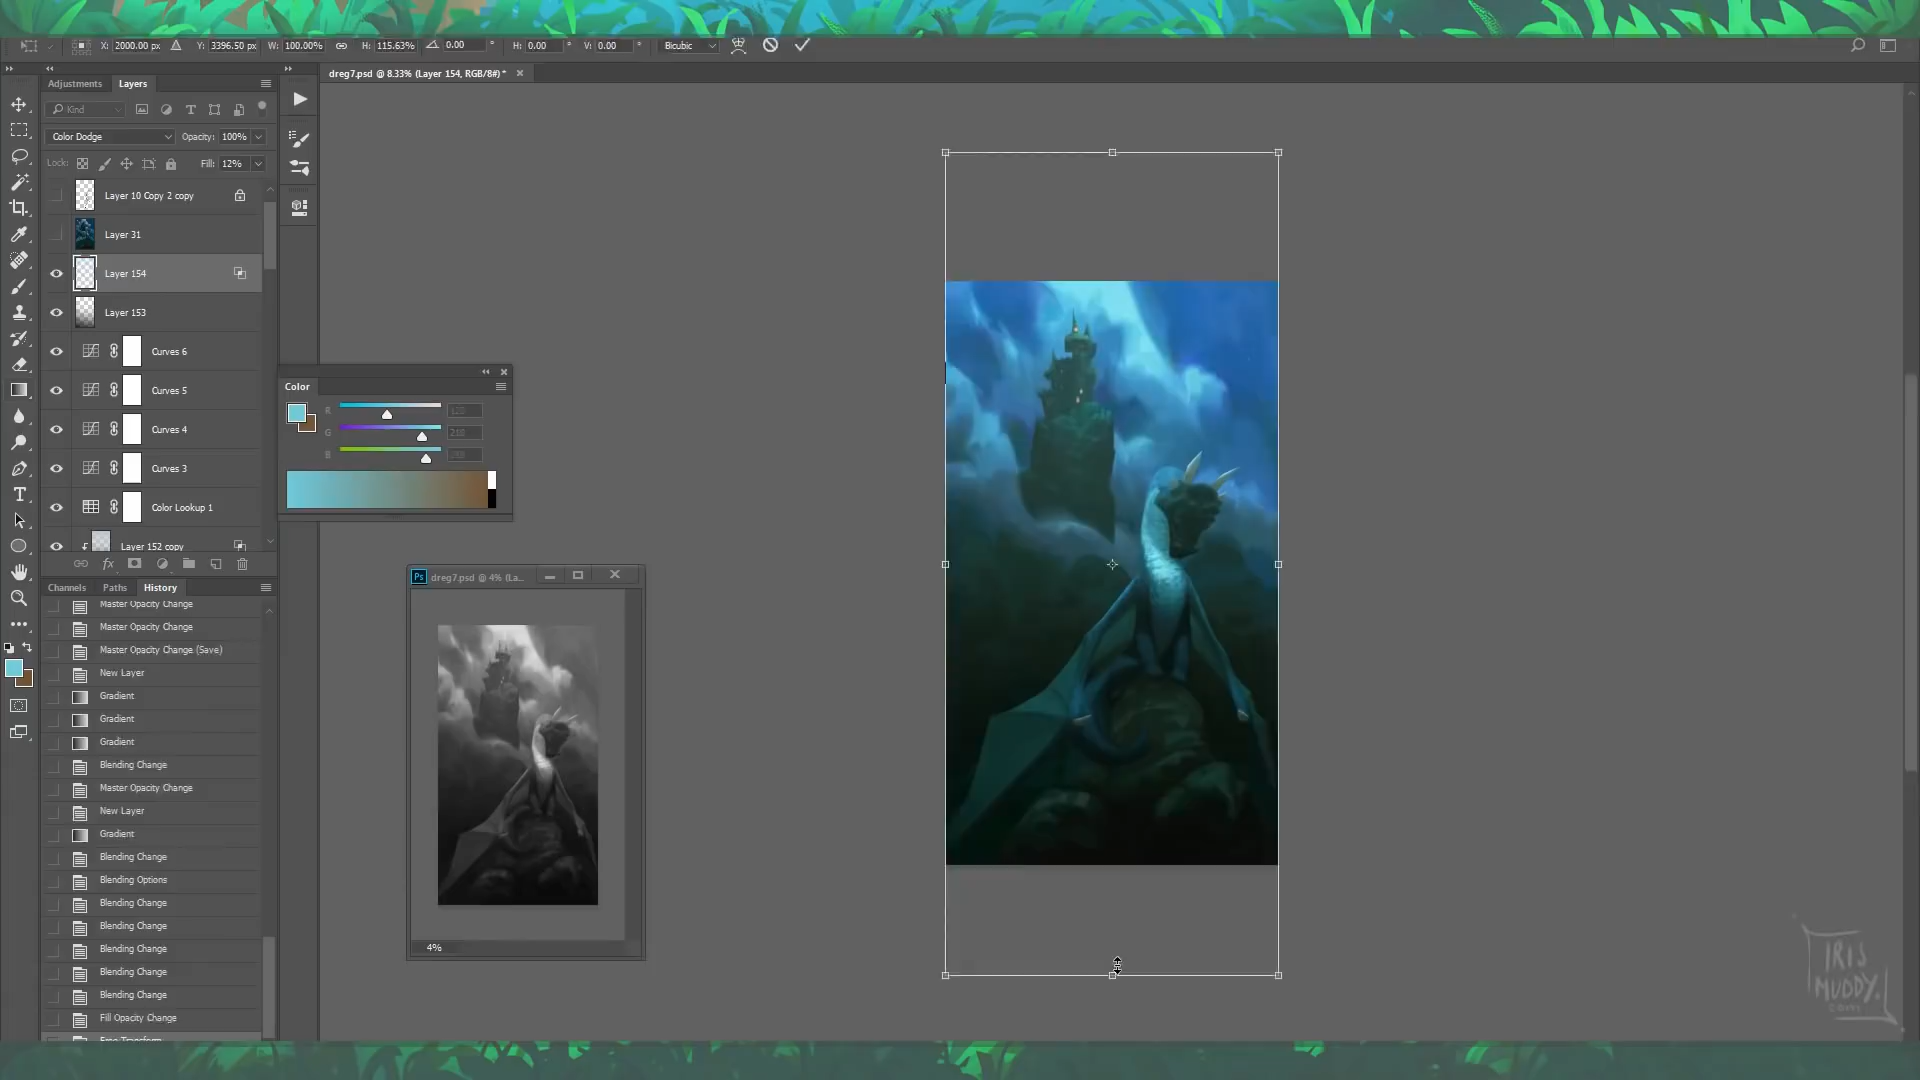 X: 2000.00 px Y: 3396.50 px W: 100.00% H: 115.63% 0.00 ° H: 0.00 ° V: 0.00 ° Bicubic
dreg7.psd @ 8.33% (Layer 154, RGB/8#) *
Adjustments Layers
Kind
Color Dodge Opacity: 100%
Lock: Fill: 12%
Layer 10 Copy 2 copy
Layer 31
Layer 154
Layer 153
Curves 6
Curves 5
Curves 4
Curves 3
Color Lookup 1
Layer 152 copy
fx
Color
R
G
B
Channels Paths History
Master Opacity Change
Master Opacity Change
Master Opacity Change (Save)
New Layer
Gradient
Gradient
Gradient
Blending Change
Master Opacity Change
New Layer
Gradient
Blending Change
Blending Options
Blending Change
Blending Change
Blending Change
Blending Change
Blending Change
Fill Opacity Change
Free Transform
Ps dreg7.psd @ 4% (La...
4%
IRIS
MUDDY.
com